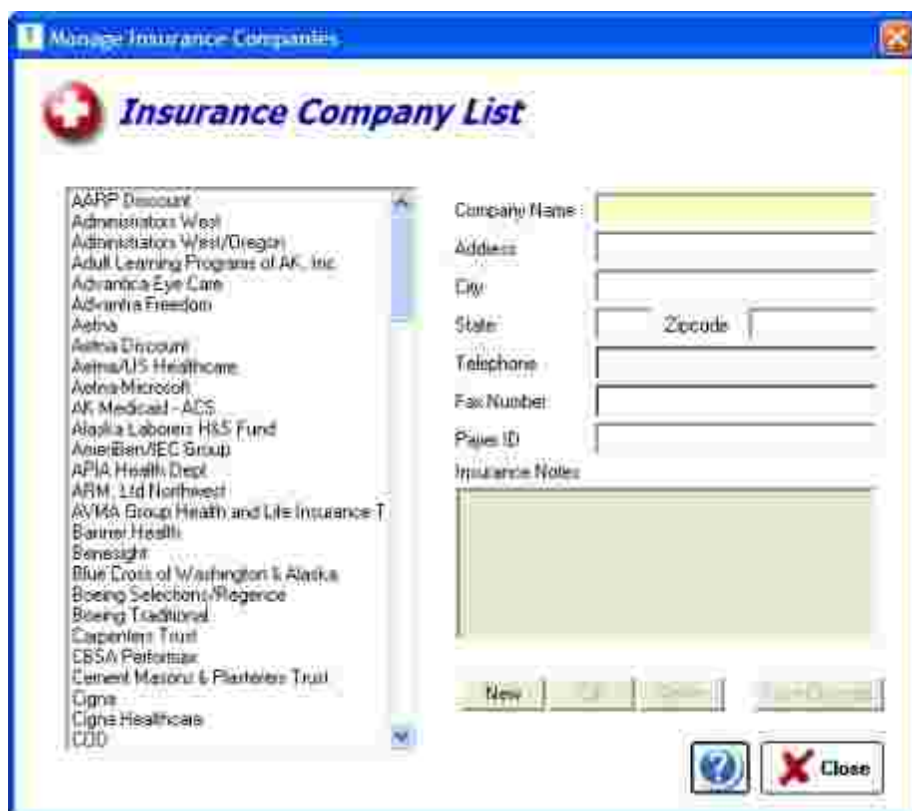 Manage Insurance Companies
Insurance Company List
AARP Discount
Administrators West
Administrators West/Oregon
Adult Learning Programs of AK, Inc.
Advantica Eye Care
Advantra Freedom
Aetna
Aetna Discount
Aetna/US Healthcare
Aetna-Microsoft
AK Medicaid - ACS
Alaska Laborers H&S Fund
AmeriBen/IEC Group
APIA Health Dept
ARM, Ltd Northwest
AVMA Group Health and Life Insurance T
Banner Health
Benesight
Blue Cross of Washington & Alaska
Boeing Selections/Regence
Boeing Traditional
Carpenters Trust
CBSA Performax
Cement Masons & Plasterers Trust
Cigna
Cigna Healthcare
COD
Company Name
Address
City
State Zipcode
Telephone
Fax Number
Payer ID
Insurance Notes
New
Close